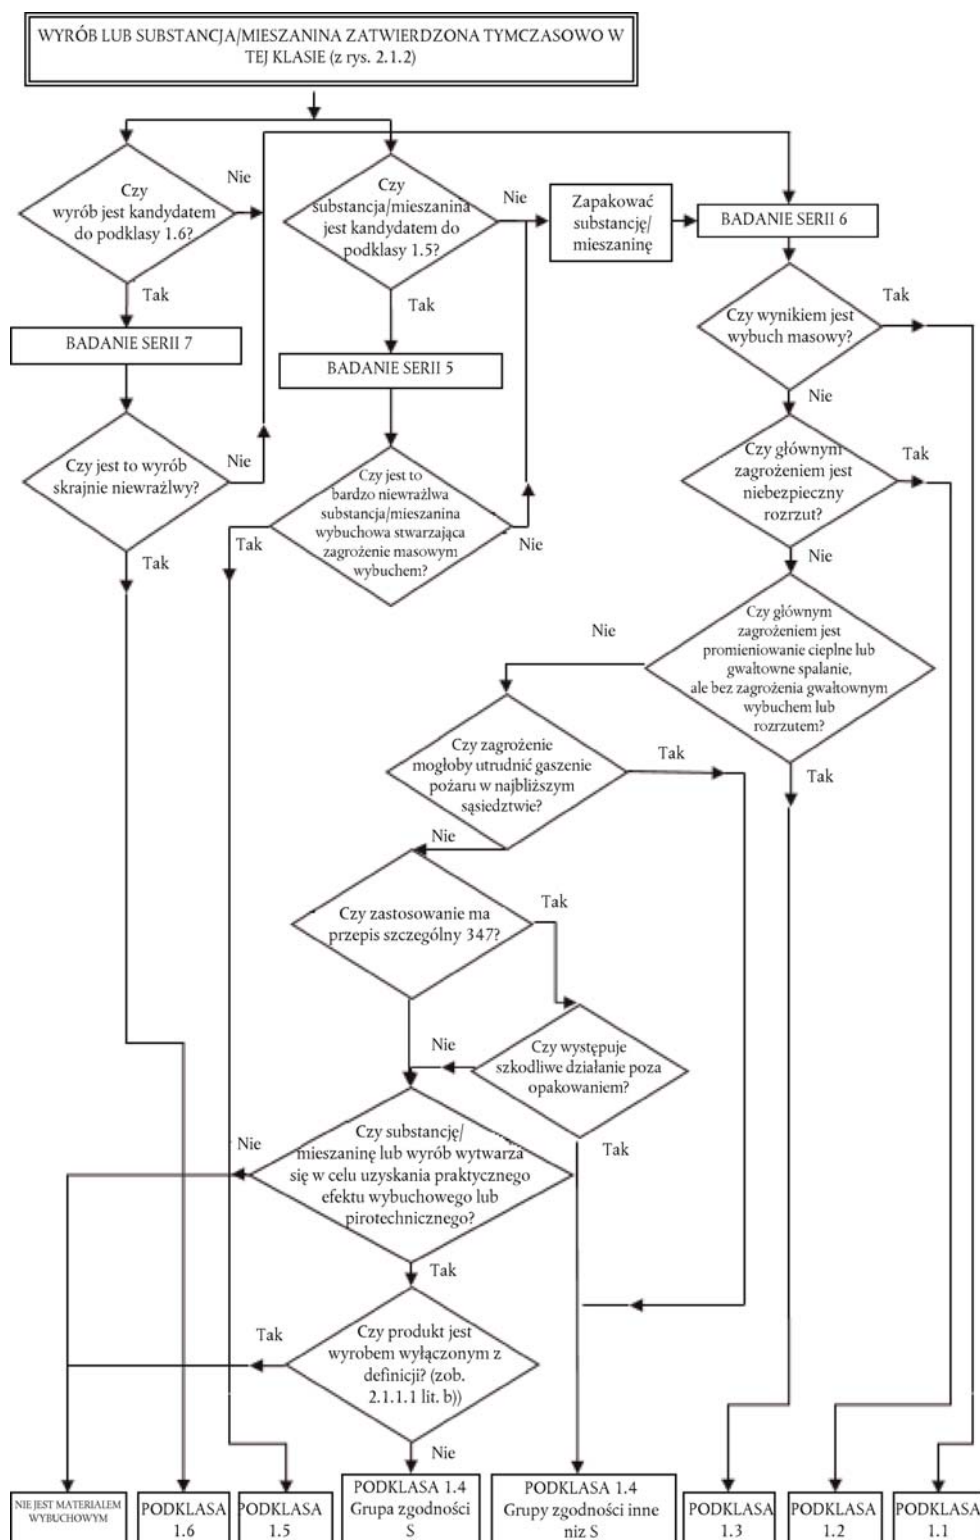 WYRÓB LUB SUBSTANCJA/MIESZANINA ZATWIERDZONA TYMCZASOWO W
TEJ KLASIE (z rys. 2.1.2)
Czy
wyrób jest kandydatem
do podklasy 1.6?
Nie
Tak
Czy
substancja/mieszanina
jest kandydatem do
podklasy 1.5?
Nie
Tak
Zapakować
substancję/
mieszaninę
BADANIE SERII 6
Czy wynikiem jest
wybuch masowy?
Tak
Nie
BADANIE SERII 7
BADANIE SERII 5
Czy jest to wyrób
skrajnie niewrażlwy?
Nie
Tak
Czy jest to
bardzo niewrażlwa
substancja/mieszanina
wybuchowa stwarzająca
zagrożenie masowym
wybuchem?
Tak
Nie
Czy głównym
zagrożeniem jest
niebezpieczny
rozrzut?
Tak
Nie
Czy głównym
zagrożeniem jest
promieniowanie cieplne lub
gwałtowne spalanie,
ale bez zagrożenia gwałtownym
wybuchem lub
rozrzutem?
Nie
Tak
Czy zagrożenie
mogłoby utrudnić gaszenie
pożaru w najbliższym
sąsiedztwie?
Tak
Nie
Czy zastosowanie ma
przepis szczególny 347?
Tak
Czy występuje
szkodliwe działanie poza
opakowaniem?
Nie
Tak
Czy substancję/
mieszaninę lub wyrób wytwarza
się w celu uzyskania praktycznego
efektu wybuchowego lub
pirotechnicznego?
Nie
Tak
Czy produkt jest
wyrobem wyłączonym z
definicji? (zob.
2.1.1.1 lit. b))
Tak
Nie
NIE JEST MATERIALEM
WYBUCHOWYM
PODKLASA
1.6
PODKLASA
1.5
PODKLASA 1.4
Grupa zgodności
S
PODKLASA 1.4
Grupy zgodności inne
niz S
PODKLASA
1.3
PODKLASA
1.2
PODKLASA
1.1